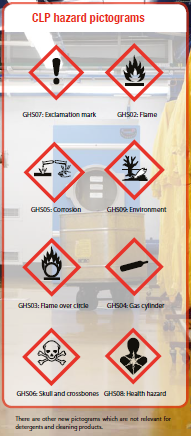 CLP hazard pictograms
GHS07: Exclamation mark
GHS02: Flame
GHS05: Corrosion
GHS09: Environment
GHS03: Flame over circle
GHS04: Gas cylinder
GHS06: Skull and crossbones
GHS08: Health hazard
There are other new pictograms which are not relevant for
detergents and cleaning products.